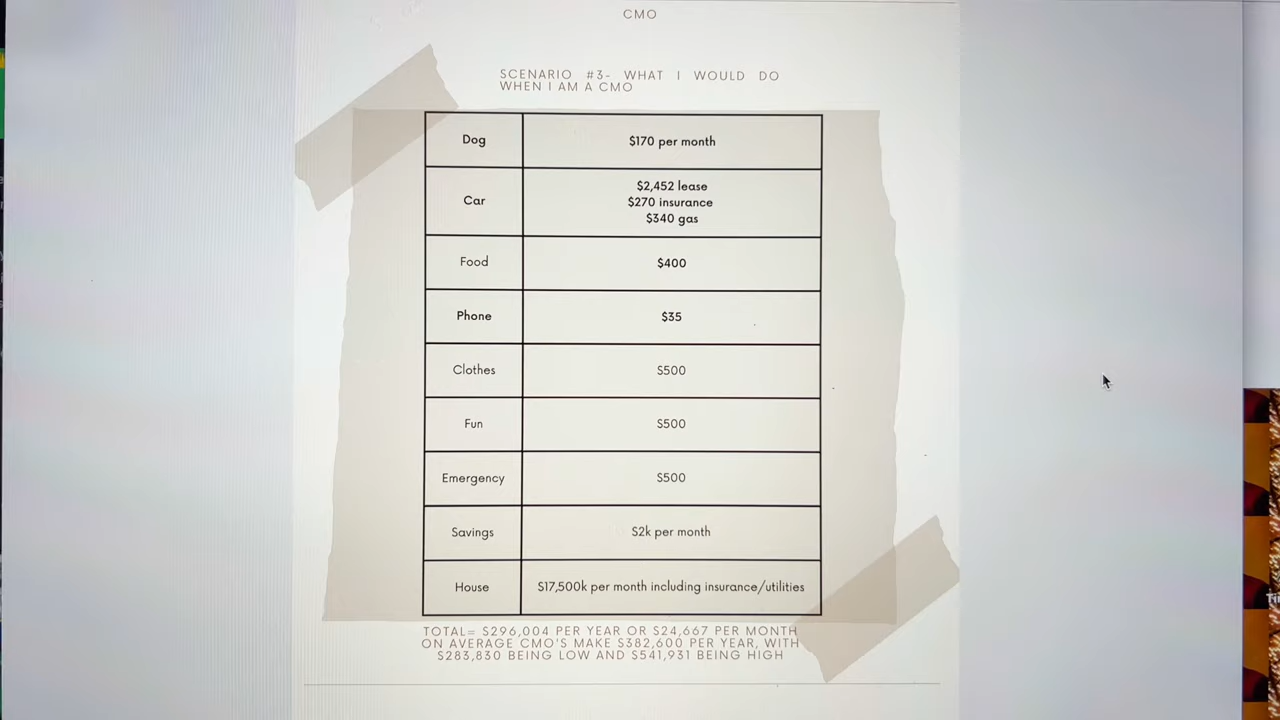 CMO
SCENARIO #3- WHAT I WOULD DO
WHEN I AM A CMO
Dog
$170 per month
Car
$2,452 lease
$270 insurance
$340 gas
Food
$400
Phone
$35
Clothes
$500
Fun
$500
Emergency
$500
Savings
$2k per month
House
$17,500k per month including insurance/utilities
TOTAL= $296,004 PER YEAR OR $24,667 PER MONTH
ON AVERAGE CMO'S MAKE $382,600 PER YEAR, WITH
$283,830 BEING LOW AND $541,931 BEING HIGH